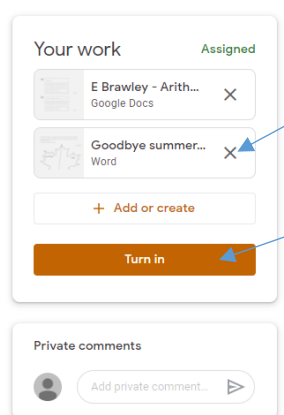 Your work Assigned
E Brawley - Arith...
Google Docs
Goodbye summer...
Word
+ Add or create
Turn in
Private comments
Add private comment...